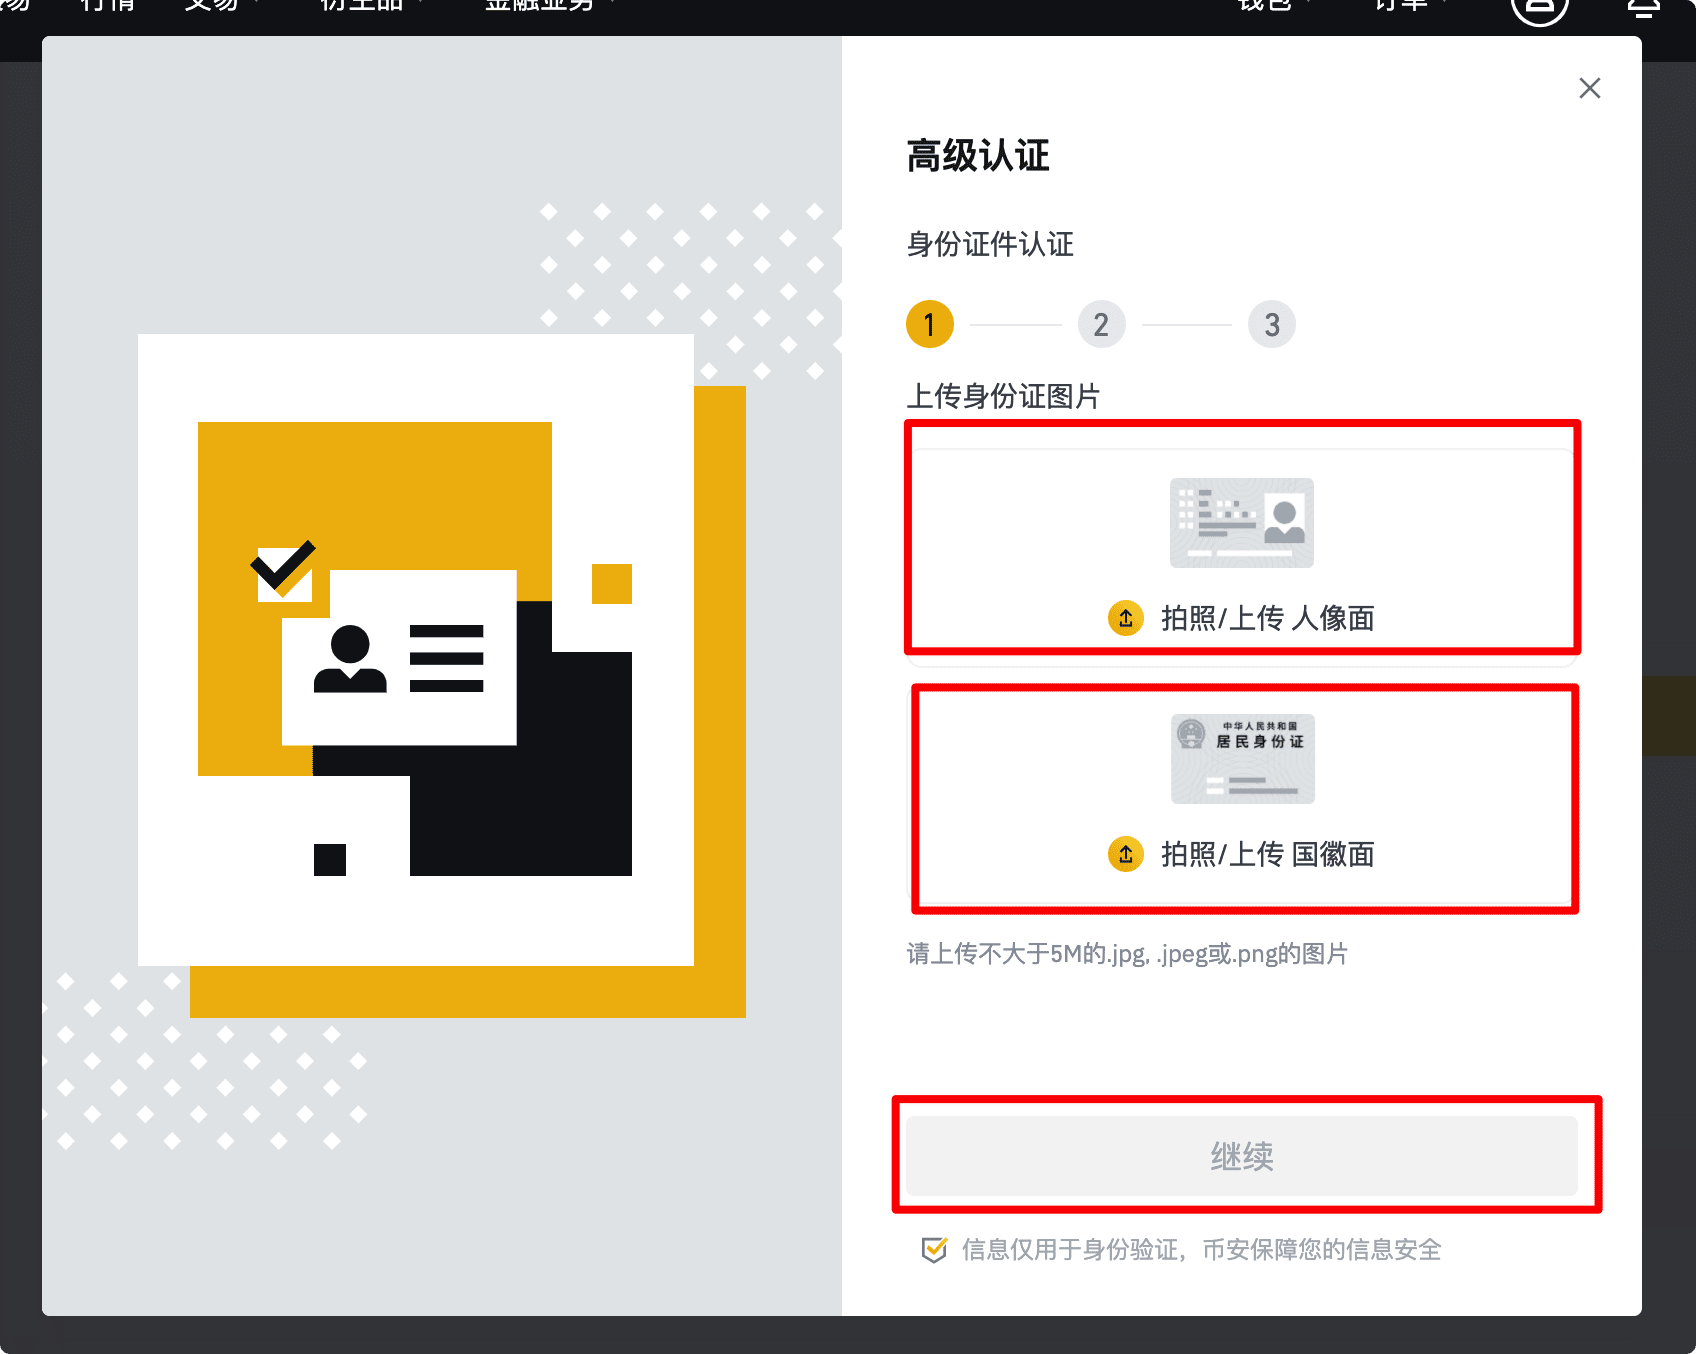 行情 交易 衍生品 金融业务 钱包 订单
高级认证
身份证件认证
1 2 3
上传身份证图片
拍照/上传 人像面
中华人民共和国
居民身份证
拍照/上传 国徽面
请上传不大于5M的.jpg, .jpeg或.png的图片
继续
信息仅用于身份验证，币安保障您的信息安全